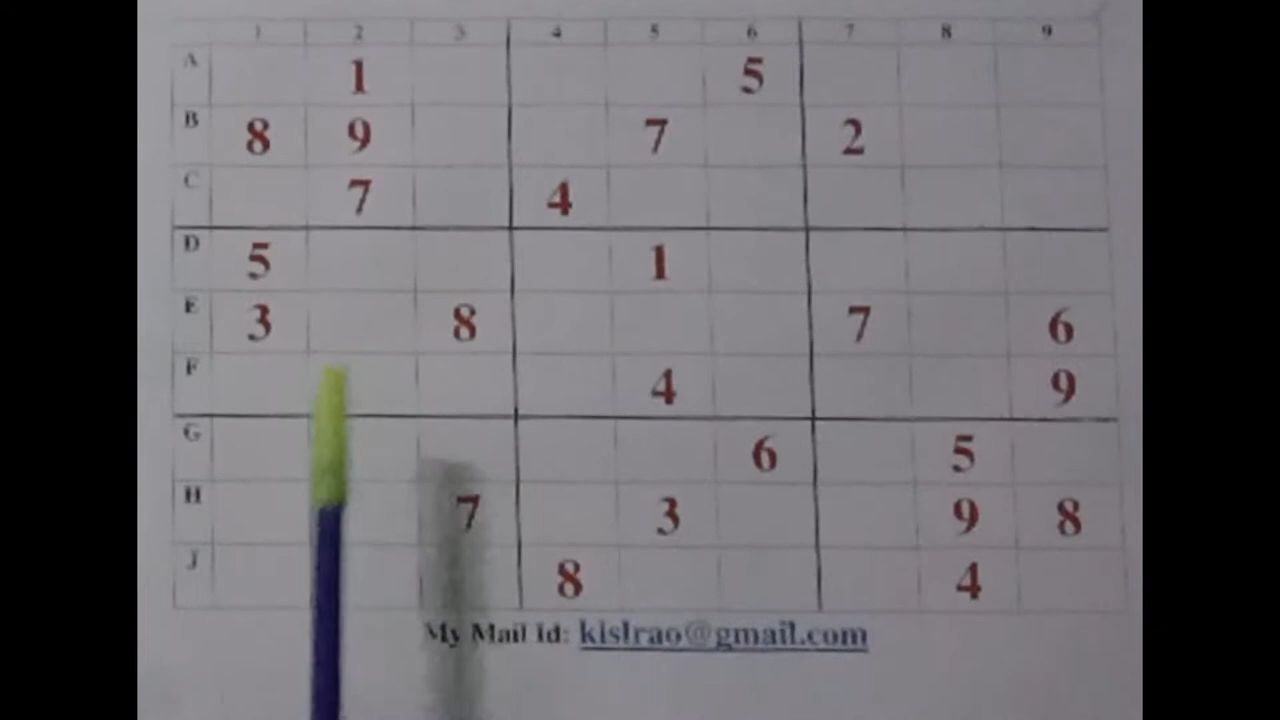 1 2 3 4 5 6 7 8 9
A 1 5
B 8 9 7 2
C 7 4
D 5 1
E 3 8 7 6
F 4 9
G 6 5
H 7 3 9 8
J 8 4
My Mail id: kislrao@gmail.com